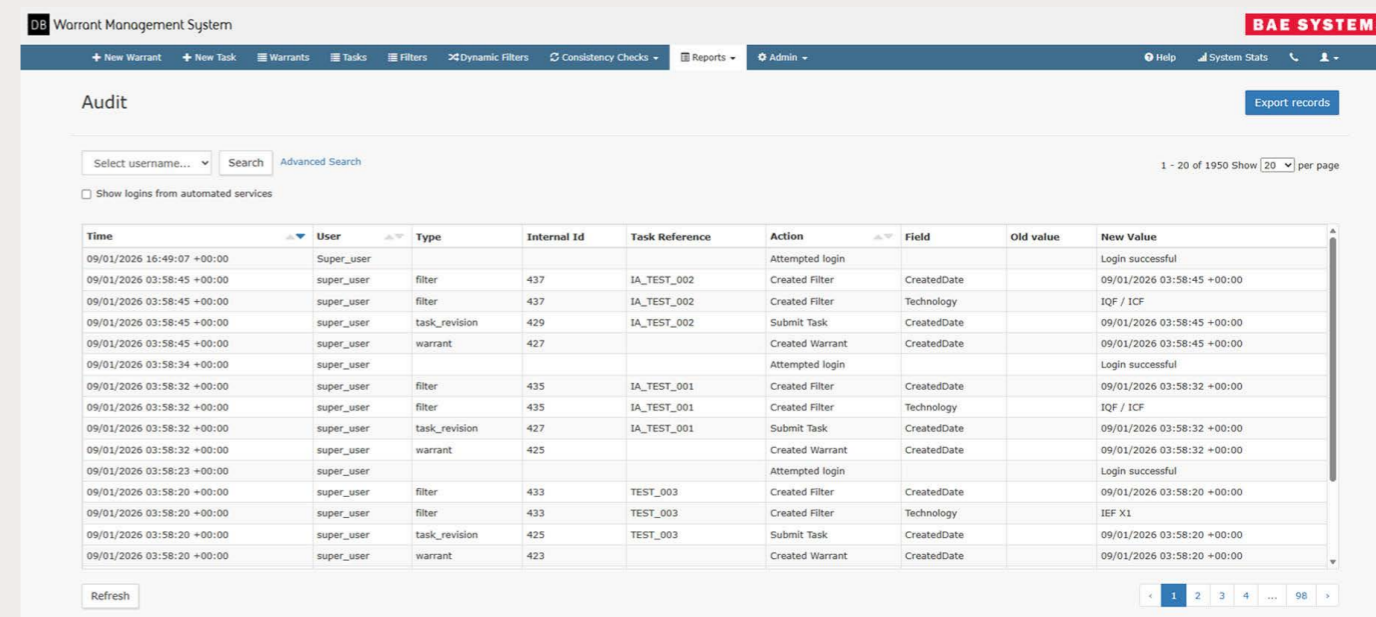 DB Warrant Management System
BAE SYSTEM
New Warrant New Task Warrants Tasks Filters Dynamic Filters Consistency Checks Reports Admin Help System Stats
Audit
Export records
Select username... Search Advanced Search
1 - 20 of 1950 Show 20 per page
Show logins from automated services
Time User Type Internal Id Task Reference Action Field Old value New Value
09/01/2026 16:49:07 +00:00 Super_user Attempted login Login successful
09/01/2026 03:58:45 +00:00 super_user filter 437 IA_TEST_002 Created Filter CreatedDate 09/01/2026 03:58:45 +00:00
09/01/2026 03:58:45 +00:00 super_user filter 437 IA_TEST_002 Created Filter Technology IQF / ICF
09/01/2026 03:58:45 +00:00 super_user task_revision 429 IA_TEST_002 Submit Task CreatedDate 09/01/2026 03:58:45 +00:00
09/01/2026 03:58:45 +00:00 super_user warrant 427 Created Warrant CreatedDate 09/01/2026 03:58:45 +00:00
09/01/2026 03:58:34 +00:00 super_user Attempted login Login successful
09/01/2026 03:58:32 +00:00 super_user filter 435 IA_TEST_001 Created Filter CreatedDate 09/01/2026 03:58:32 +00:00
09/01/2026 03:58:32 +00:00 super_user filter 435 IA_TEST_001 Created Filter Technology IQF / ICF
09/01/2026 03:58:32 +00:00 super_user task_revision 427 IA_TEST_001 Submit Task CreatedDate 09/01/2026 03:58:32 +00:00
09/01/2026 03:58:32 +00:00 super_user warrant 425 Created Warrant CreatedDate 09/01/2026 03:58:32 +00:00
09/01/2026 03:58:23 +00:00 super_user Attempted login Login successful
09/01/2026 03:58:20 +00:00 super_user filter 433 TEST_003 Created Filter CreatedDate 09/01/2026 03:58:20 +00:00
09/01/2026 03:58:20 +00:00 super_user filter 433 TEST_003 Created Filter Technology IEF X1
09/01/2026 03:58:20 +00:00 super_user task_revision 425 TEST_003 Submit Task CreatedDate 09/01/2026 03:58:20 +00:00
09/01/2026 03:58:20 +00:00 super_user warrant 423 Created Warrant CreatedDate 09/01/2026 03:58:20 +00:00
Refresh
‹ 1 2 3 4 ... 98 ›